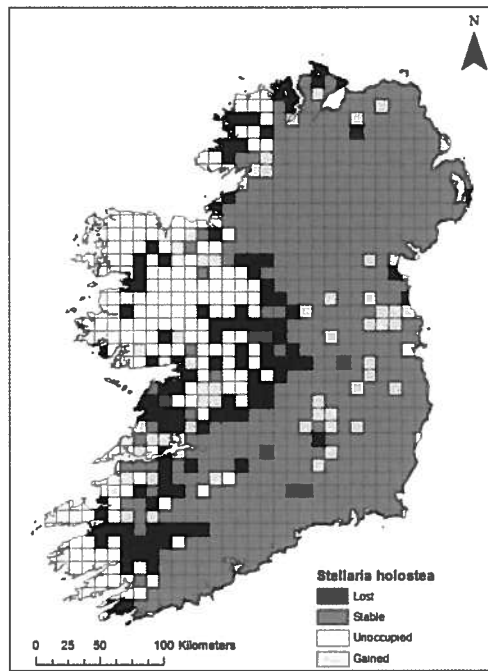 N
Stellaria holostea
Lost
Stable
Unoccupied
Gained
0 25 50 100 Kilometers